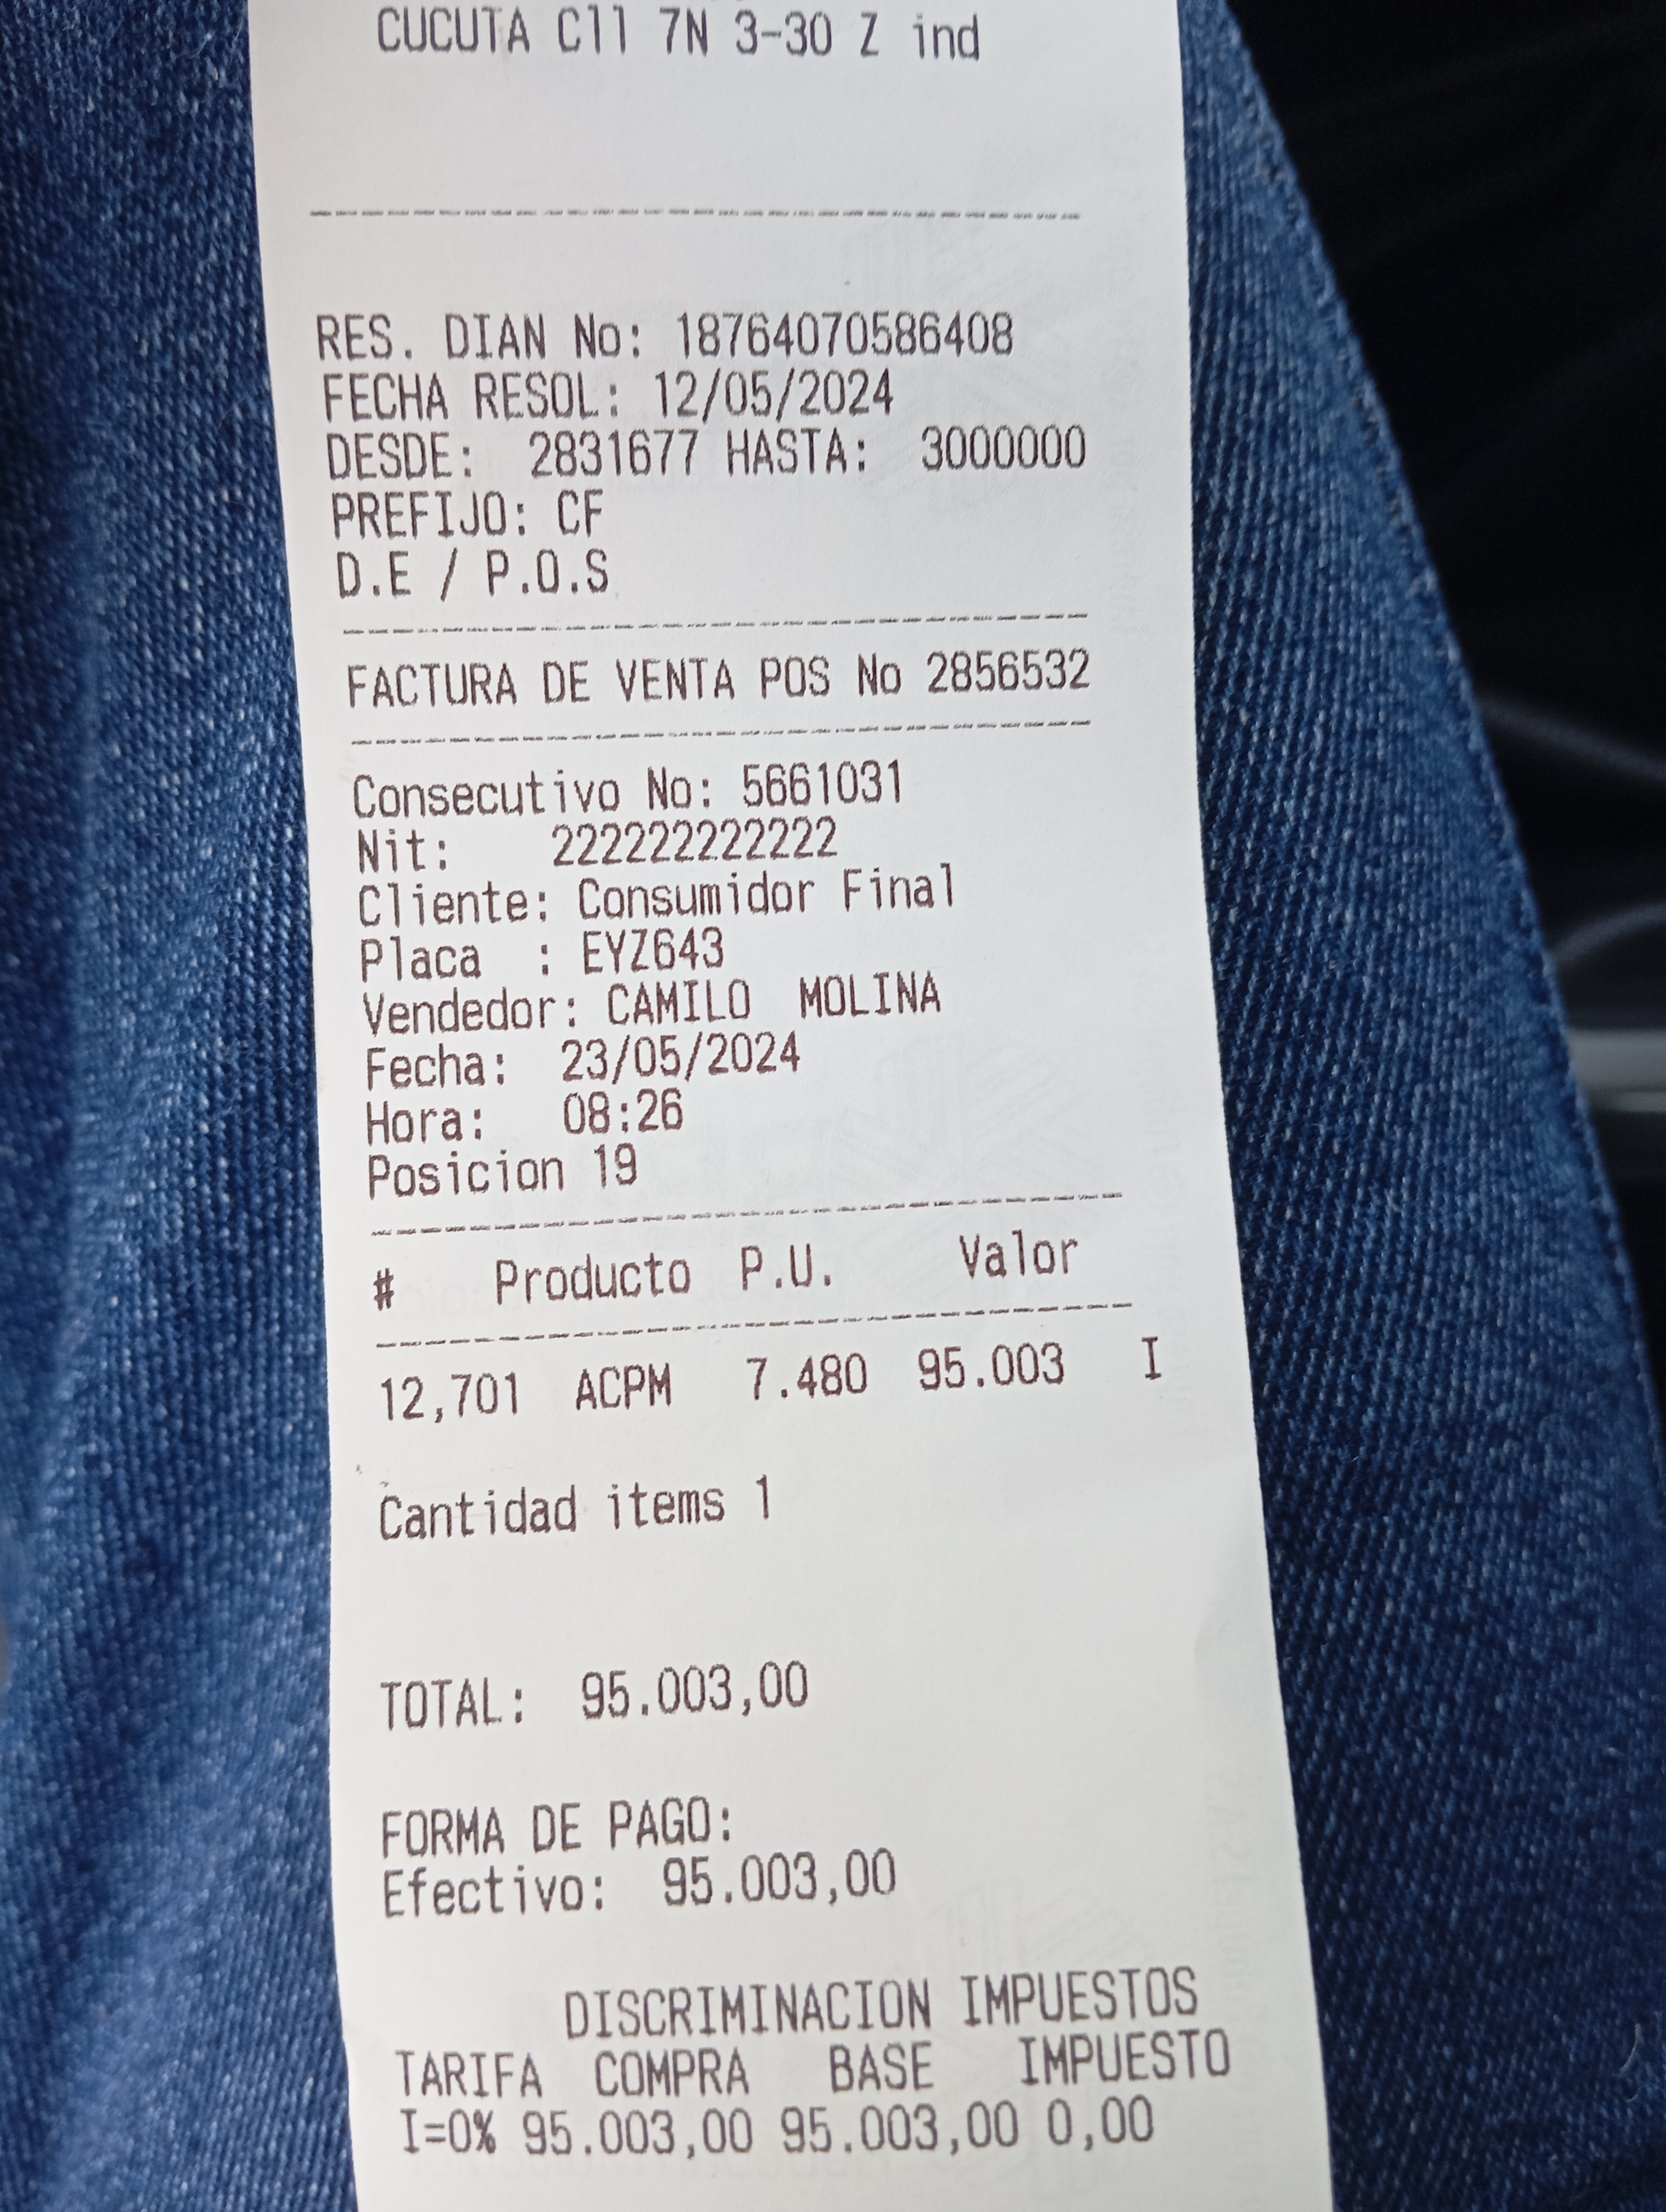 CUCUTA Cll 7N 3-30 Z ind
RES. DIAN No: 18764070586408
FECHA RESOL: 12/05/2024
DESDE: 2831677 HASTA: 3000000
PREFIJO: CF
D.E / P.O.S
FACTURA DE VENTA POS No 2856532
Consecutivo No: 5661031
Nit: 222222222222
Cliente: Consumidor Final
Placa : EYZ643
Vendedor: CAMILO MOLINA
Fecha: 23/05/2024
Hora: 08:26
Posicion 19
# Producto P.U. Valor
12,701 ACPM 7.480 95.003 I
Cantidad items 1
TOTAL: 95.003,00
FORMA DE PAGO:
Efectivo: 95.003,00
DISCRIMINACION IMPUESTOS
TARIFA COMPRA BASE IMPUESTO
I=0% 95.003,00 95.003,00 0,00